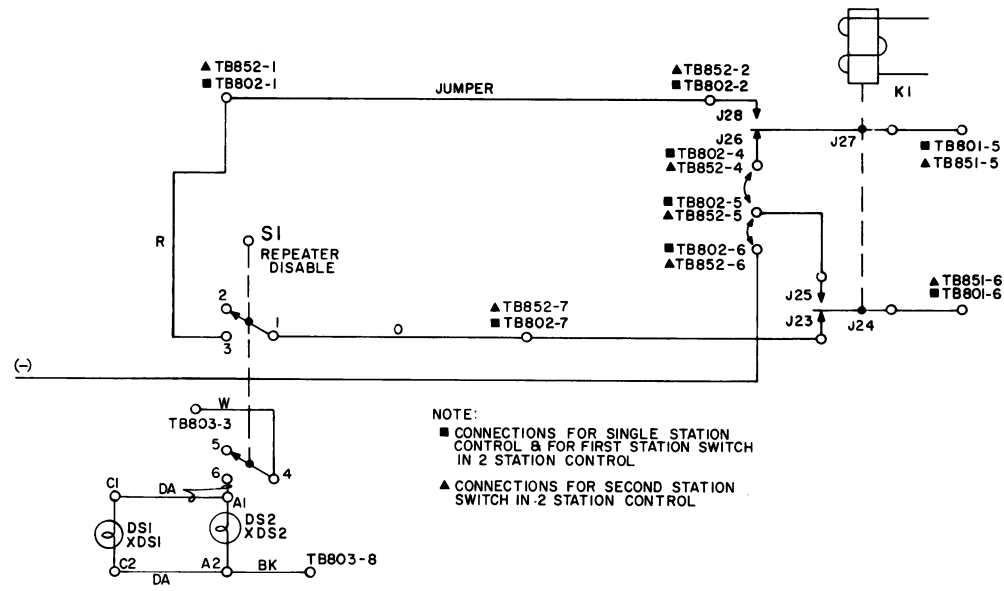 ▲ TB852-1
■ TB802-1
JUMPER
▲ TB852-2
■ TB802-2
K1
J28
J26
J27
■ TB801-5
▲ TB851-5
■ TB802-4
▲ TB852-4
■ TB802-5
▲ TB852-5
■ TB802-6
▲ TB852-6
R
S1
REPEATER
DISABLE
2
1
3
O
▲ TB852-7
■ TB802-7
J25
J23
J24
▲ TB851-6
■ TB801-6
(-)
W
TB803-3
5
4
6
C1
DA
A1
DS1
XDS1
DS2
XDS2
C2
DA
A2
BK
TB803-8
NOTE:
■ CONNECTIONS FOR SINGLE STATION
CONTROL & FOR FIRST STATION SWITCH
IN 2 STATION CONTROL
▲ CONNECTIONS FOR SECOND STATION
SWITCH IN 2 STATION CONTROL